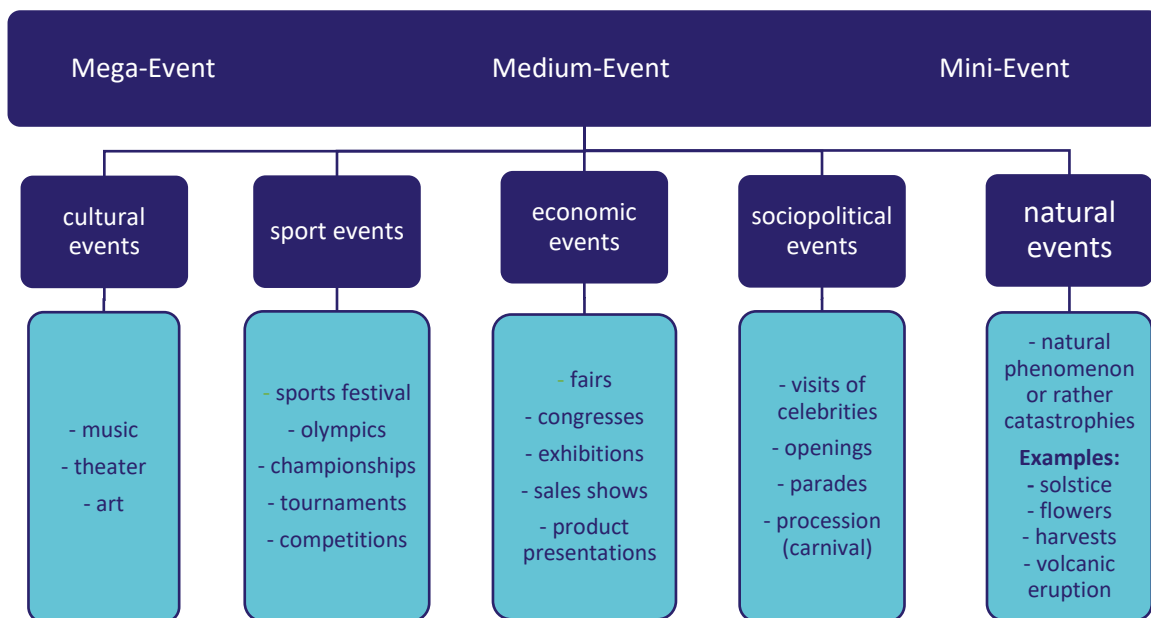 Mega-Event Medium-Event Mini-Event
cultural
events
sport events
economic
events
sociopolitical
events
natural
events
- music
- theater
- art
- sports festival
- olympics
- championships
- tournaments
- competitions
- fairs
- congresses
- exhibitions
- sales shows
- product
presentations
- visits of
celebrities
- openings
- parades
- procession
(carnival)
- natural
phenomenon
or rather
catastrophies
Examples:
- solstice
- flowers
- harvests
- volcanic
eruption